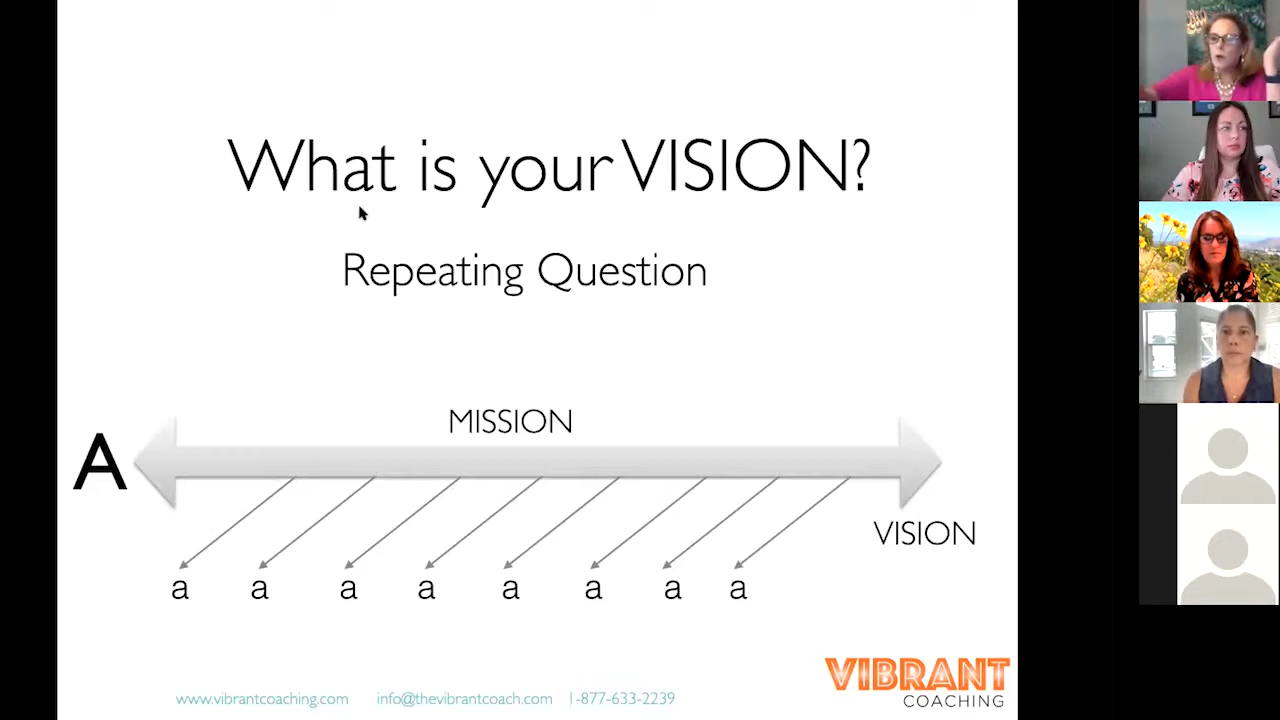 What is your VISION?
Repeating Question
MISSION
A
VISION
a a a a a a a a
VIBRANT
COACHING
www.vibrantcoaching.com info@thevibrantcoach.com 1-877-633-2239